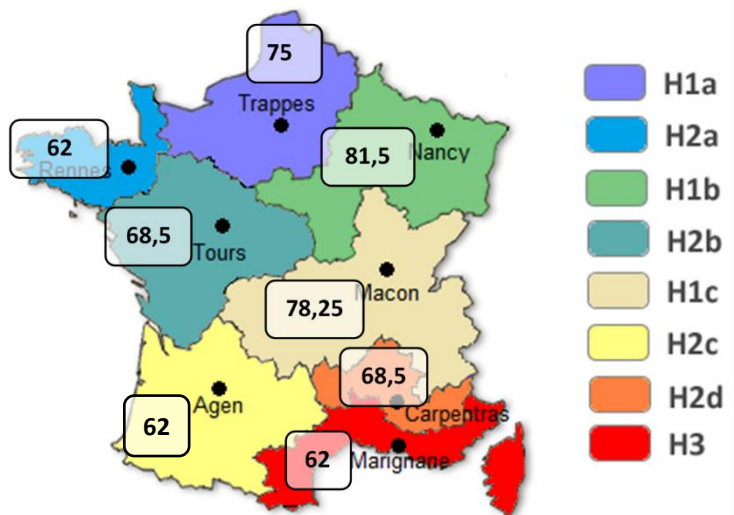 75
Trappes
62
Rennes
81,5
Nancy
68,5
Tours
78,25
Macon
68,5
Carpentras
Agen
62
62
Marignane
H1a
H2a
H1b
H2b
H1c
H2c
H2d
H3